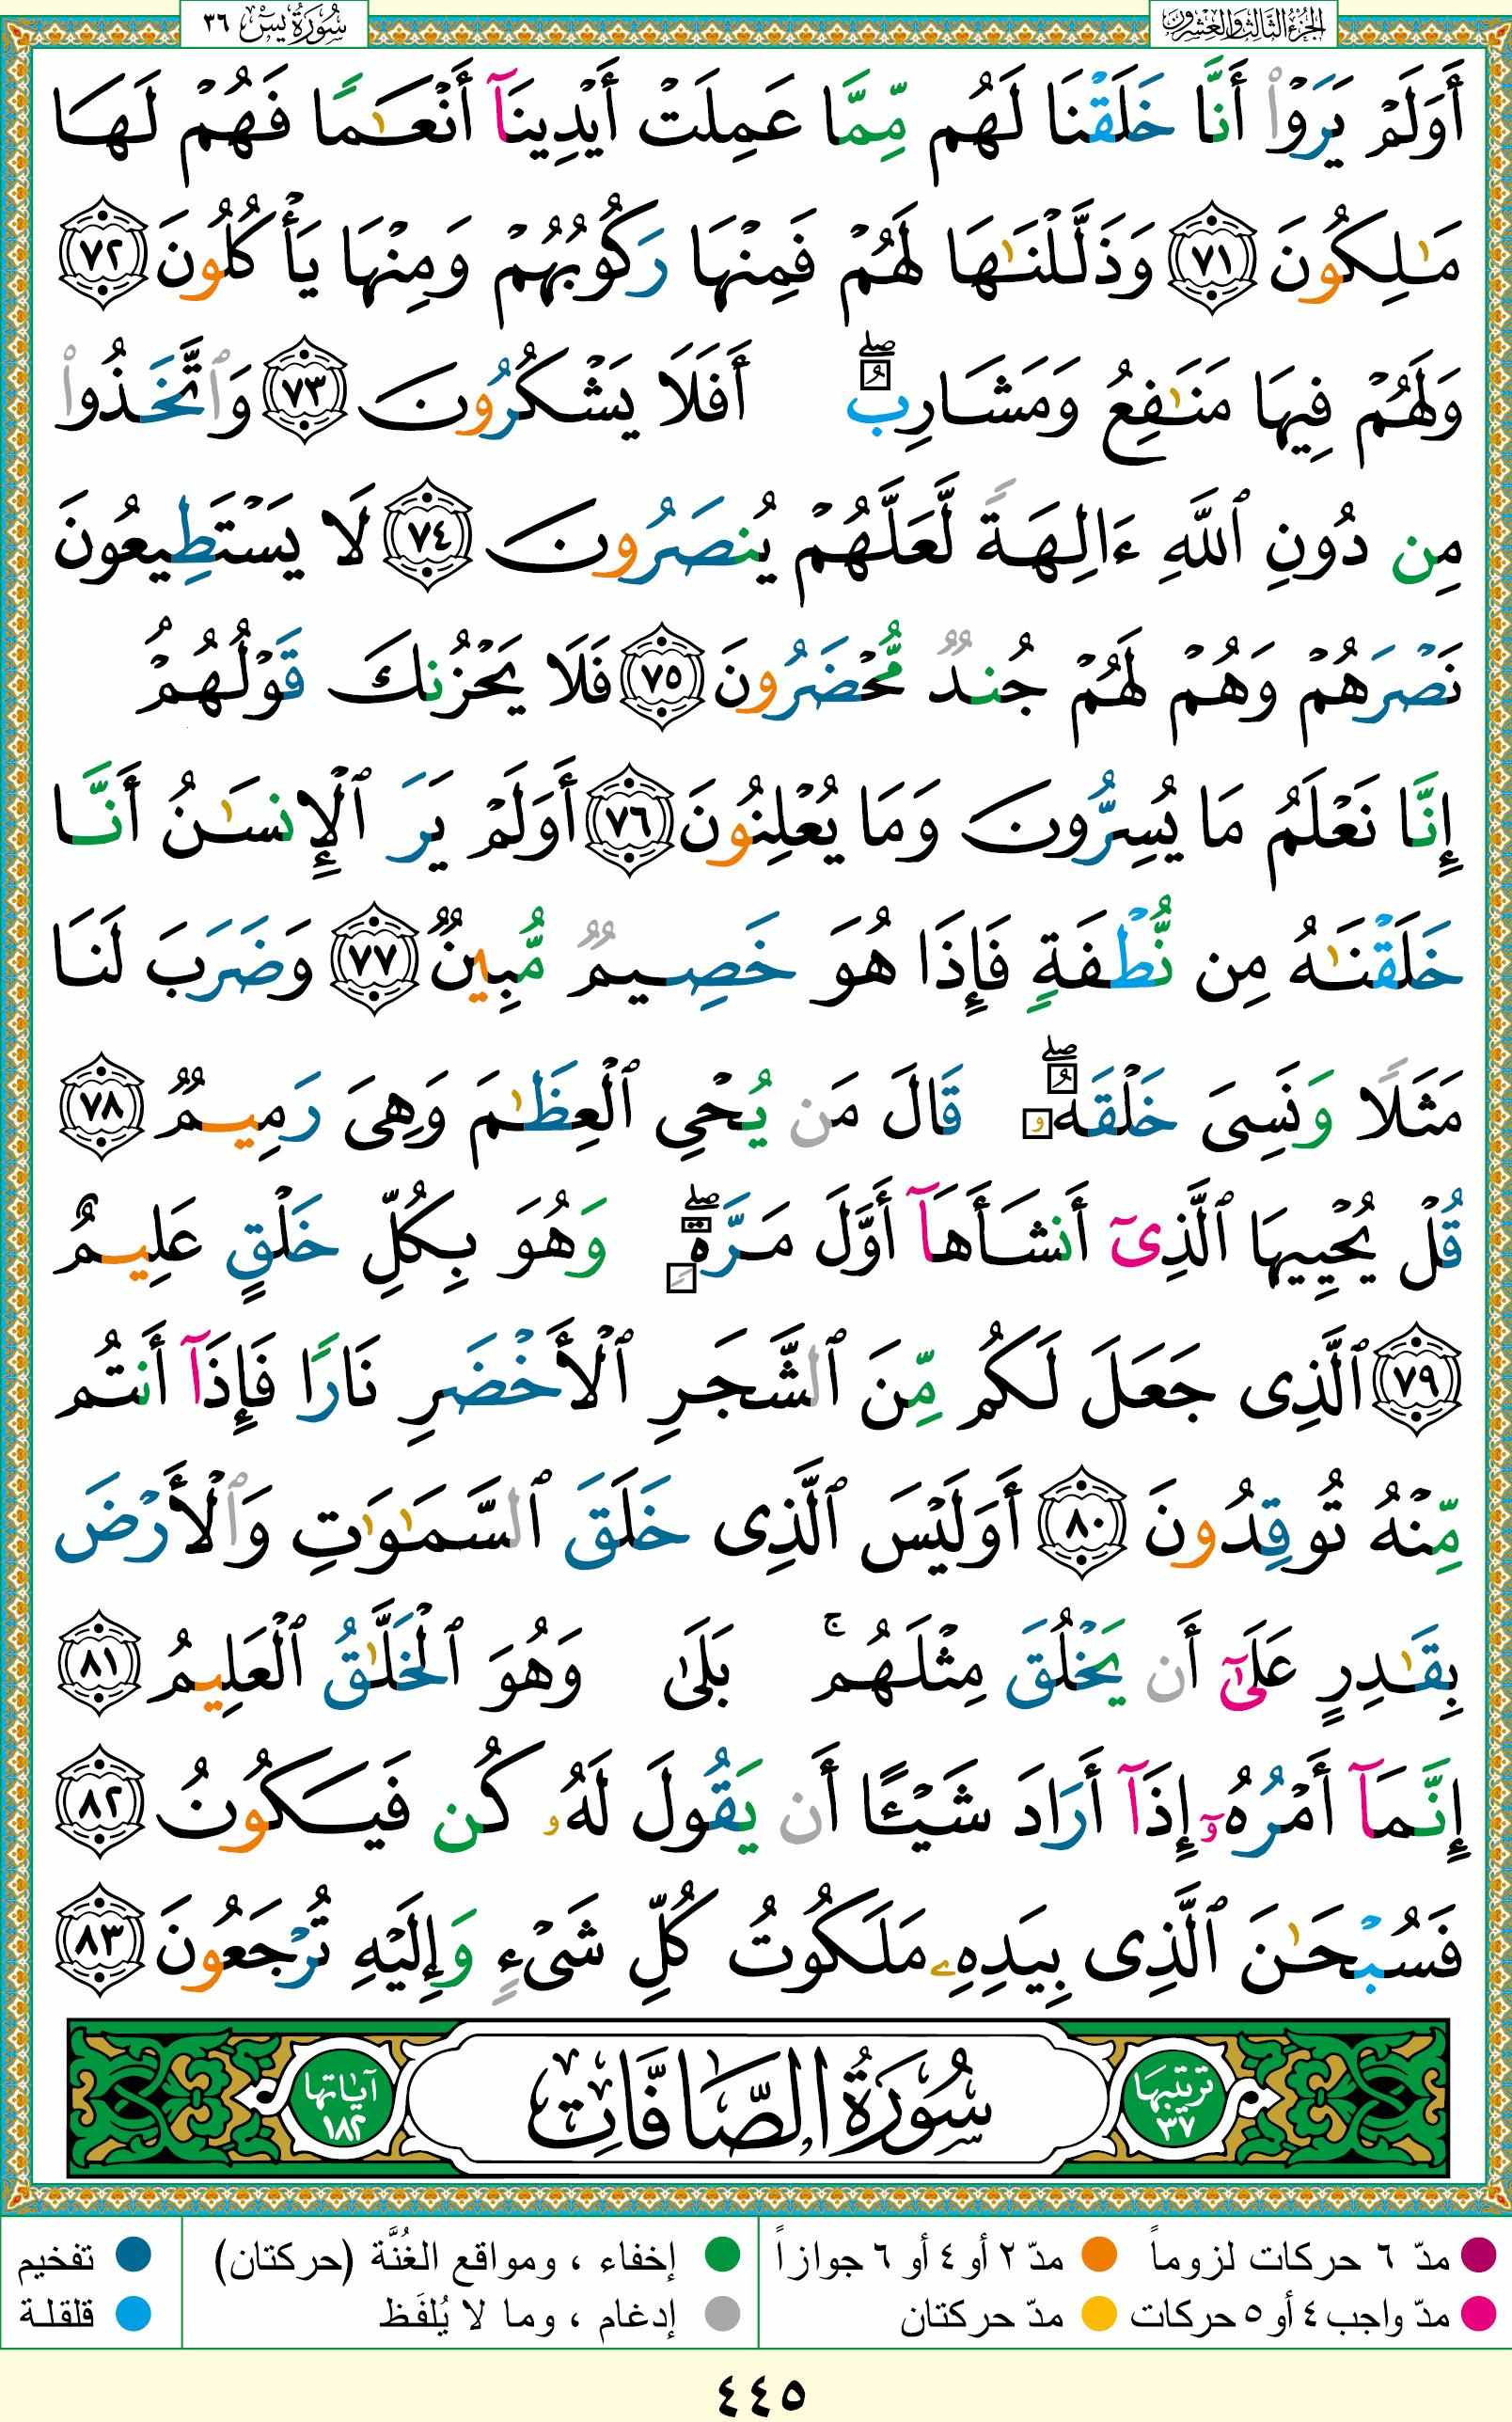 سُورَةُ يسٓ ٣٦
الجزء الثالث والعشرون
أَوَلَمْ يَرَوْا۟ أَنَّا خَلَقْنَا لَهُم مِّمَّا عَمِلَتْ أَيْدِينَآ أَنْعَـٰمًا فَهُمْ لَهَا
مَـٰلِكُونَ ٧١ وَذَلَّلْنَـٰهَا لَهُمْ فَمِنْهَا رَكُوبُهُمْ وَمِنْهَا يَأْكُلُونَ ٧٢
وَلَهُمْ فِيهَا مَنَـٰفِعُ وَمَشَارِبُ ۖ أَفَلَا يَشْكُرُونَ ٧٣ وَٱتَّخَذُوا۟
مِن دُونِ ٱللَّهِ ءَالِهَةً لَّعَلَّهُمْ يُنصَرُونَ ٧٤ لَا يَسْتَطِيعُونَ
نَصْرَهُمْ وَهُمْ لَهُمْ جُندٌ مُّحْضَرُونَ ٧٥ فَلَا يَحْزُنكَ قَوْلُهُمْ ۘ
إِنَّا نَعْلَمُ مَا يُسِرُّونَ وَمَا يُعْلِنُونَ ٧٦ أَوَلَمْ يَرَ ٱلْإِنسَـٰنُ أَنَّا
خَلَقْنَـٰهُ مِن نُّطْفَةٍ فَإِذَا هُوَ خَصِيمٌ مُّبِينٌ ٧٧ وَضَرَبَ لَنَا
مَثَلًا وَنَسِىَ خَلْقَهُۥ ۖ قَالَ مَن يُحْىِ ٱلْعِظَـٰمَ وَهِىَ رَمِيمٌ ٧٨
قُلْ يُحْيِيهَا ٱلَّذِىٓ أَنشَأَهَآ أَوَّلَ مَرَّةٍ ۖ وَهُوَ بِكُلِّ خَلْقٍ عَلِيمٌ
٧٩ ٱلَّذِى جَعَلَ لَكُم مِّنَ ٱلشَّجَرِ ٱلْأَخْضَرِ نَارًا فَإِذَآ أَنتُم
مِّنْهُ تُوقِدُونَ ٨٠ أَوَلَيْسَ ٱلَّذِى خَلَقَ ٱلسَّمَـٰوَٰتِ وَٱلْأَرْضَ
بِقَـٰدِرٍ عَلَىٰٓ أَن يَخْلُقَ مِثْلَهُم ۚ بَلَىٰ وَهُوَ ٱلْخَلَّـٰقُ ٱلْعَلِيمُ ٨١
إِنَّمَآ أَمْرُهُۥٓ إِذَآ أَرَادَ شَيْـًٔا أَن يَقُولَ لَهُۥ كُن فَيَكُونُ ٨٢
فَسُبْحَـٰنَ ٱلَّذِى بِيَدِهِۦ مَلَكُوتُ كُلِّ شَىْءٍ وَإِلَيْهِ تُرْجَعُونَ ٨٣
ترتيبها ٣٧
سُورَةُ الصَّافَّاتِ
آياتها ١٨٢
مدّ ٦ حركات لزوماً
مدّ ٢ أو ٤ أو ٦ جوازاً
إخفاء ، ومواقع الغُنَّة (حركتان)
تفخيم
مدّ واجب ٤ أو ٥ حركات
مدّ حركتان
إدغام ، وما لا يُلفَظ
قلقلة
٤٤٥